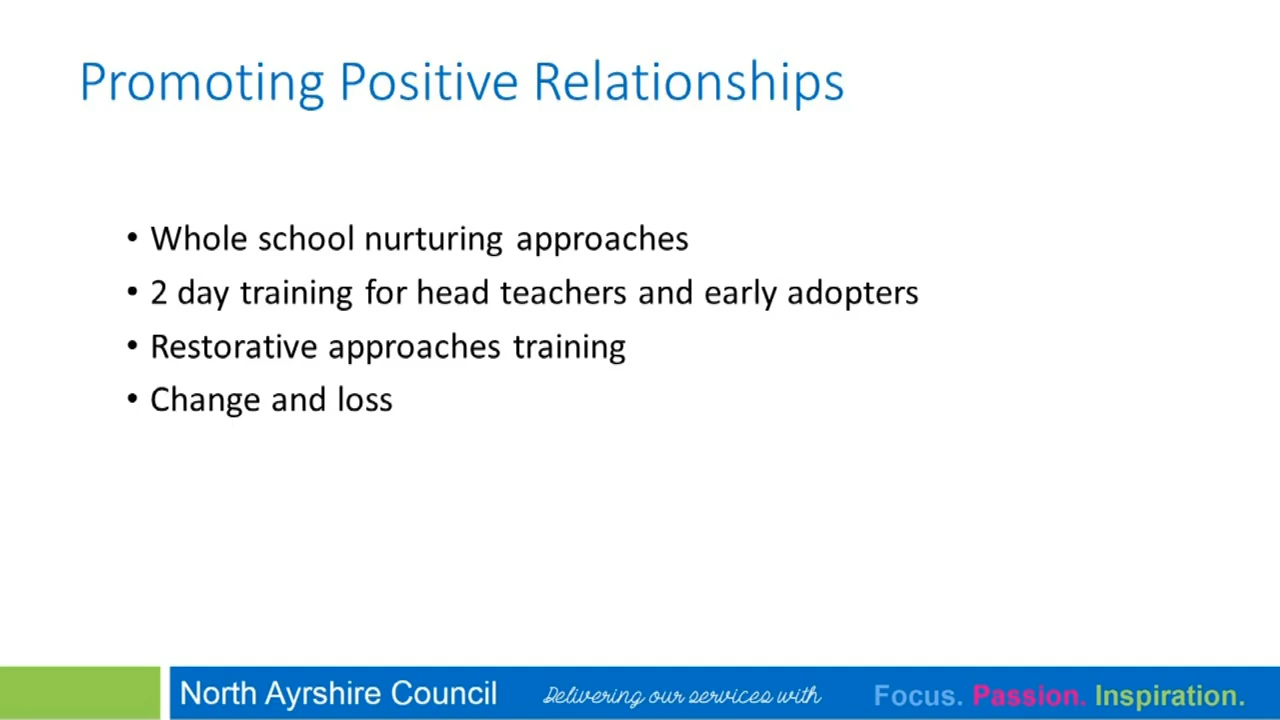 Promoting Positive Relationships
• Whole school nurturing approaches
• 2 day training for head teachers and early adopters
• Restorative approaches training
• Change and loss
North Ayrshire Council Delivering our services with Focus. Passion. Inspiration.